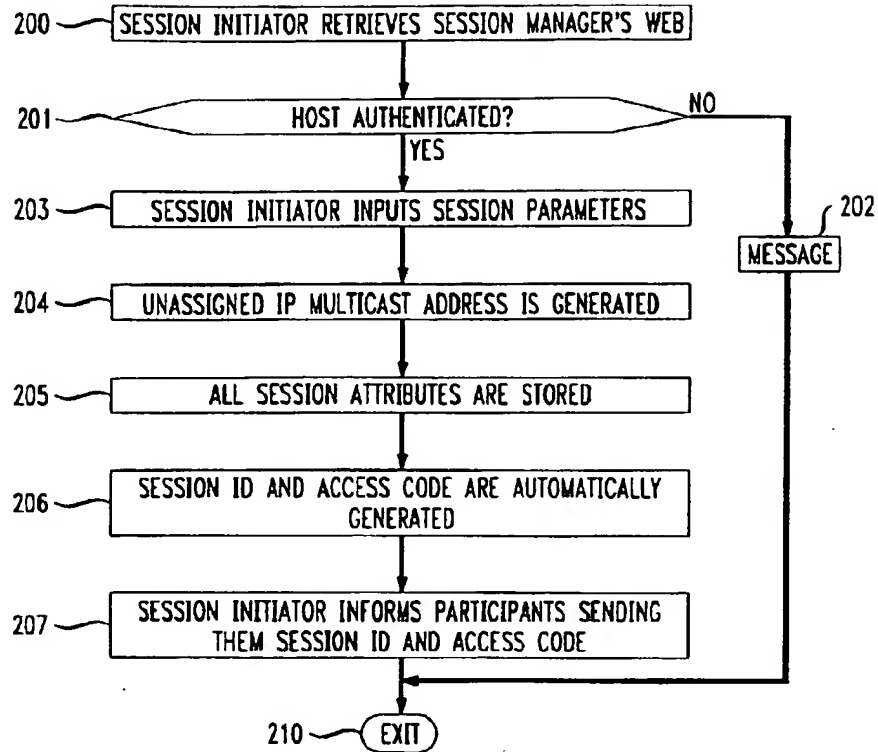 200 SESSION INITIATOR RETRIEVES SESSION MANAGER'S WEB
201 HOST AUTHENTICATED? NO
YES
203 SESSION INITIATOR INPUTS SESSION PARAMETERS
202
MESSAGE
204 UNASSIGNED IP MULTICAST ADDRESS IS GENERATED
205 ALL SESSION ATTRIBUTES ARE STORED
206 SESSION ID AND ACCESS CODE ARE AUTOMATICALLY
GENERATED
207 SESSION INITIATOR INFORMS PARTICIPANTS SENDING
THEM SESSION ID AND ACCESS CODE
210 EXIT